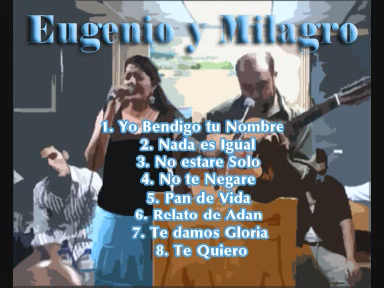 Eugenio y Milagro
1. Yo Bendigo tu Nombre
2. Nada es Igual
3. No estare Solo
4. No te Negare
5. Pan de Vida
6. Relato de Adan
7. Te damos Gloria
8. Te Quiero